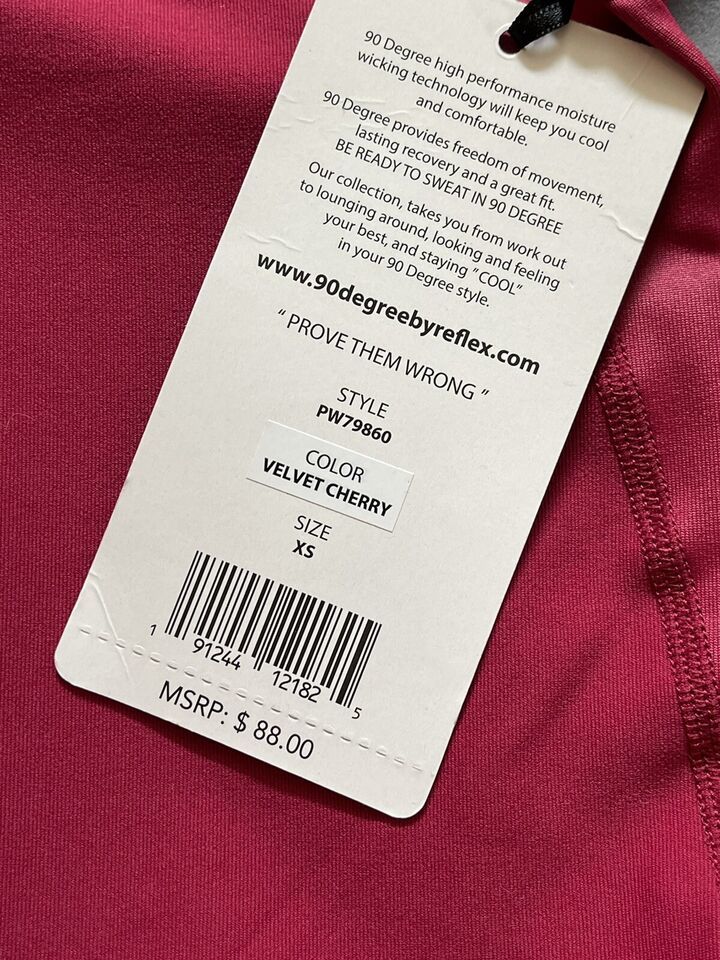 90 Degree high performance moisture
wicking technology will keep you cool
and comfortable.
90 Degree provides freedom of movement,
lasting recovery and a great fit.
BE READY TO SWEAT IN 90 DEGREE
Our collection, takes you from work out
to lounging around, looking and feeling
your best, and staying "COOL"
in your 90 Degree style.
www.90degreebyreflex.com
" PROVE THEM WRONG "
STYLE
PW79860
COLOR
VELVET CHERRY
SIZE
XS
1 91244 12182 5
MSRP: $ 88.00